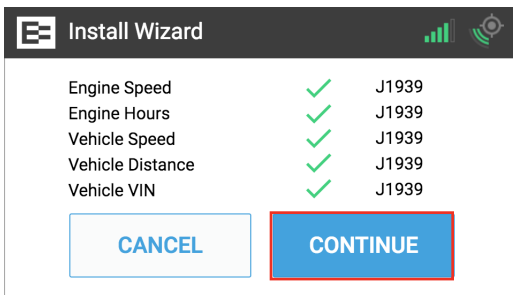 Install Wizard
Engine Speed J1939
Engine Hours J1939
Vehicle Speed J1939
Vehicle Distance J1939
Vehicle VIN J1939
CANCEL CONTINUE